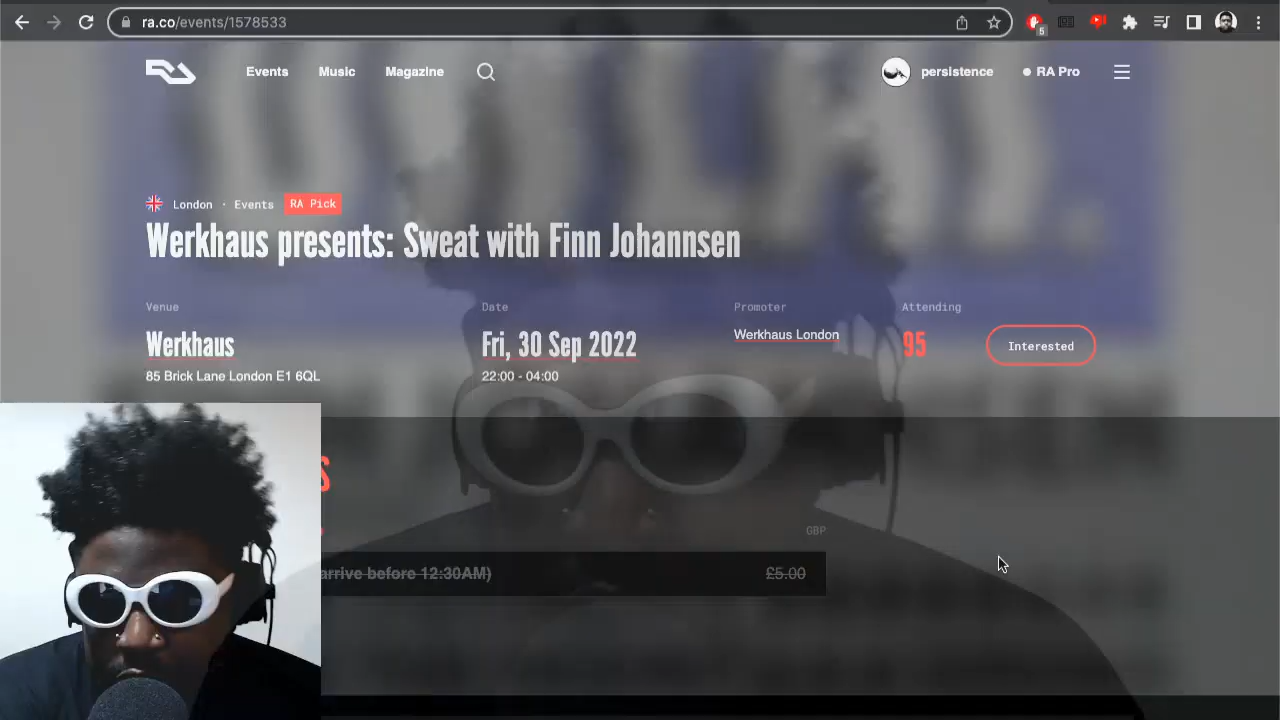 ra.co/events/1578533
5
Events Music Magazine persistence RA Pro
London · Events RA Pick
Werkhaus presents: Sweat with Finn Johannsen
Venue Date Promoter Attending
Werkhaus Fri, 30 Sep 2022 Werkhaus London 95 Interested
85 Brick Lane London E1 6QL 22:00 - 04:00
S
GBP
arrive before 12:30AM) £5.00